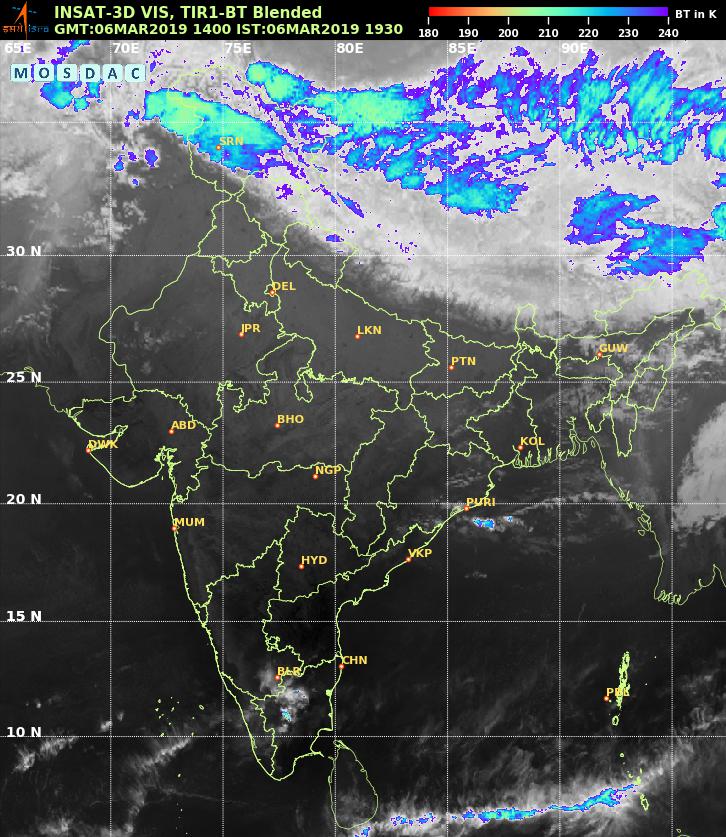 INSAT-3D VIS, TIR1-BT Blended
GMT:06MAR2019 1400 IST:06MAR2019 1930
BT in K
180 190 200 210 220 230 240
65E 70E 75E 80E 85E 90E
M O S D A C
SRN
30 N
DEL
JPR
LKN
GUW
PTN
25 N
ABD
BHO
DWK
KOL
NGP
20 N
PURI
MUM
VKP
HYD
15 N
CHN
BLR
PBL
10 N